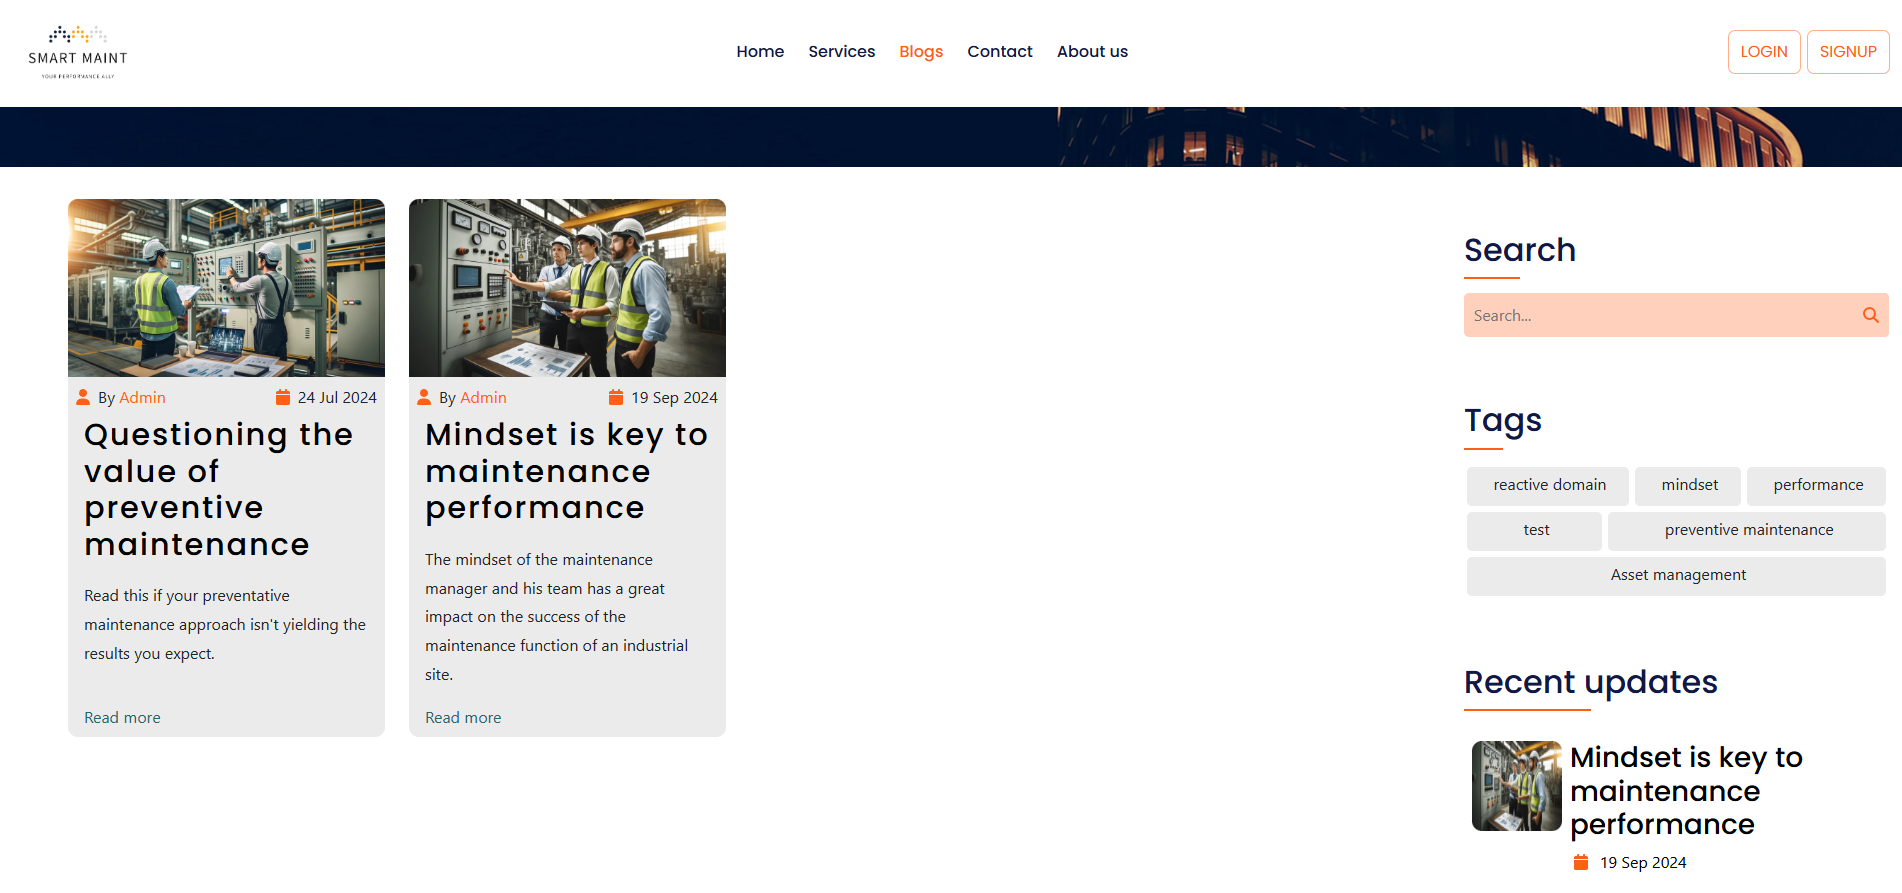 SMART MAINT
YOUR PERFORMANCE ALLY
Home Services Blogs Contact About us
LOGIN SIGNUP
By Admin 24 Jul 2024
Questioning the
value of
preventive
maintenance
Read this if your preventative
maintenance approach isn't yielding the
results you expect.
Read more
By Admin 19 Sep 2024
Mindset is key to
maintenance
performance
The mindset of the maintenance
manager and his team has a great
impact on the success of the
maintenance function of an industrial
site.
Read more
Search
Search...
Tags
reactive domain mindset performance
test preventive maintenance
Asset management
Recent updates
Mindset is key to
maintenance
performance
19 Sep 2024